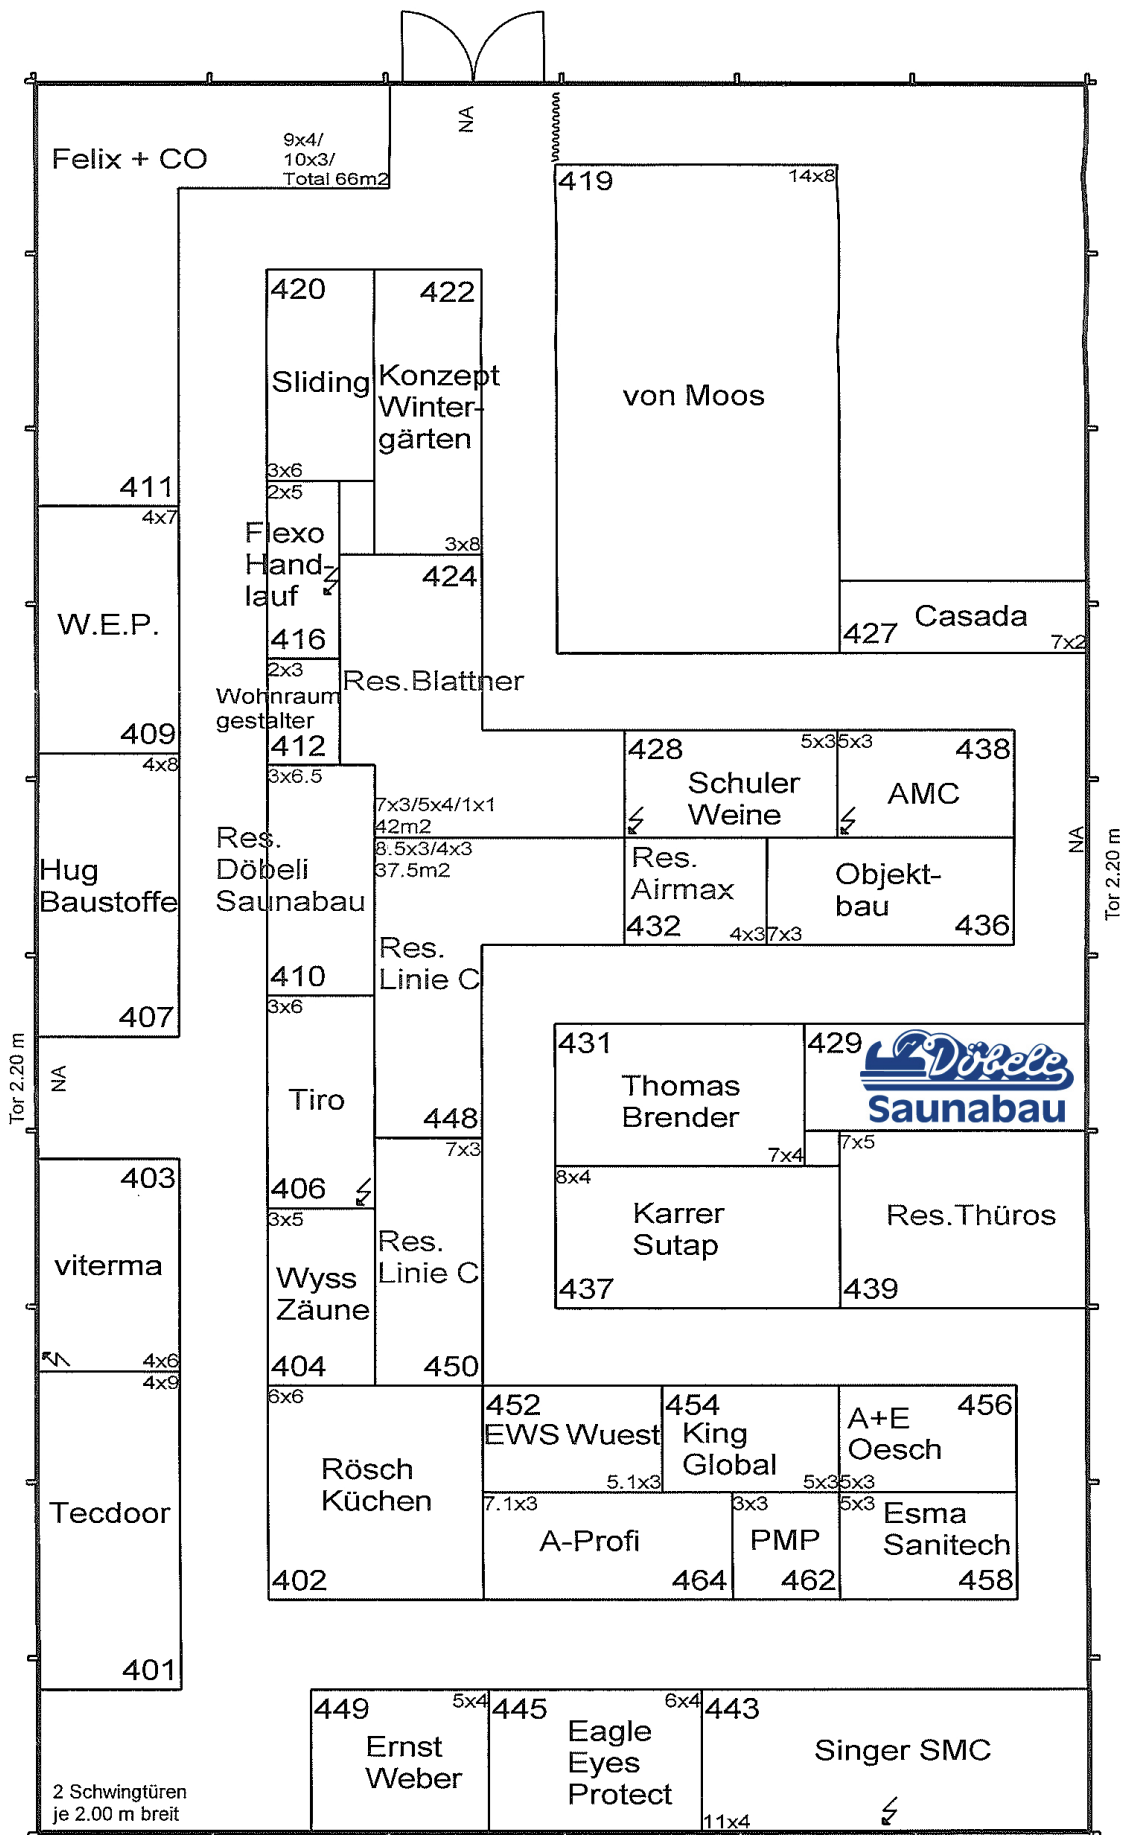 NA
Felix + CO
9x4/
10x3/
Total 66m2
411
419
14x8
von Moos
420
Sliding
3x6
422
Konzept
Winter-
gärten
3x8
2x5
Flexo
Hand-
lauf
416
424
Res.Blattner
7x3/5x4/1x1
42m2
4x7
W.E.P.
409
427
Casada
7x2
2x3
Wohnraum
gestalter
412
4x8
Hug
Baustoffe
407
3x6.5
Res.
Döbeli
Saunabau
410
428
5x3
Schuler
Weine
5x3
438
AMC
8.5x3/4x3
37.5m2
Res.
Linie C
448
Res.
Airmax
432
4x3
7x3
Objekt-
bau
436
NA
Tor 2.20 m
Tor 2.20 m
NA
3x6
Tiro
406
431
Thomas
Brender
7x4
429
Döbele
Saunabau
403
viterma
4x6
7x3
Res.
Linie C
450
8x4
Karrer
Sutap
437
7x5
Res.Thüros
439
3x5
Wyss
Zäune
404
4x9
Tecdoor
401
6x6
Rösch
Küchen
402
452
EWS Wuest
5.1x3
454
King
Global
5x3
456
A+E
Oesch
5x3
7.1x3
A-Profi
464
3x3
PMP
462
5x3
Esma
Sanitech
458
449
5x4
Ernst
Weber
445
6x4
Eagle
Eyes
Protect
443
Singer SMC
11x4
2 Schwingtüren
je 2.00 m breit